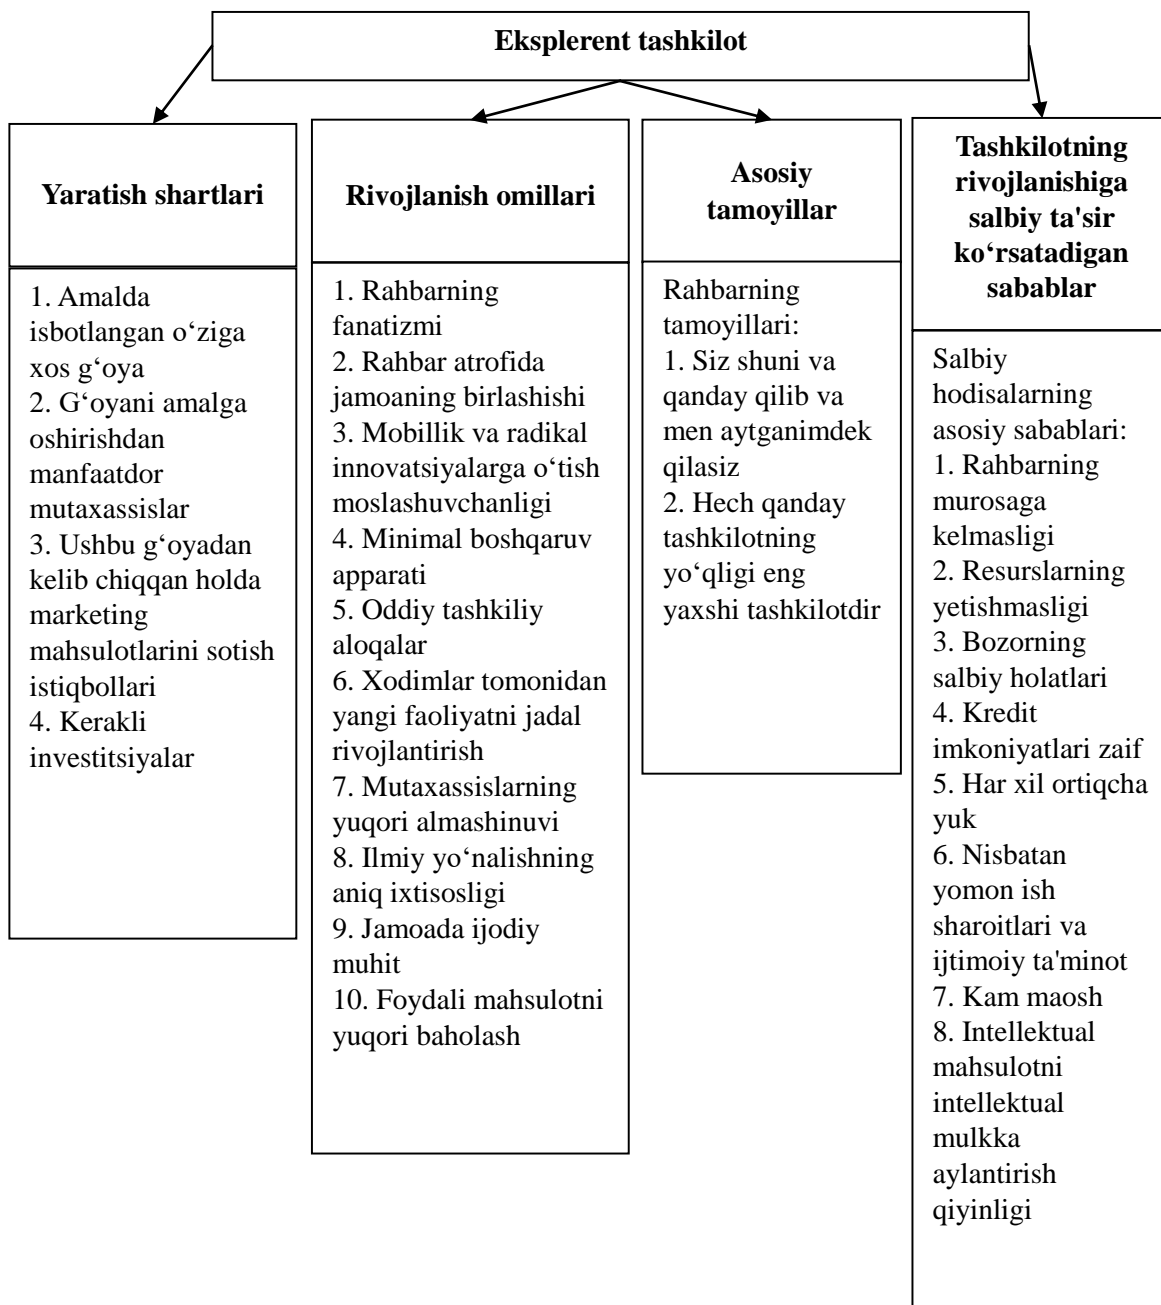 Eksplerent tashkilot
Yaratish shartlari
1. Amalda
isbotlangan o‘ziga
xos g‘oya
2. G‘oyani amalga
oshirishdan
manfaatdor
mutaxassislar
3. Ushbu g‘oyadan
kelib chiqqan holda
marketing
mahsulotlarini sotish
istiqbollari
4. Kerakli
investitsiyalar
Rivojlanish omillari
1. Rahbarning
fanatizmi
2. Rahbar atrofida
jamoaning birlashishi
3. Mobillik va radikal
innovatsiyalarga o‘tish
moslashuvchanligi
4. Minimal boshqaruv
apparati
5. Oddiy tashkiliy
aloqalar
6. Xodimlar tomonidan
yangi faoliyatni jadal
rivojlantirish
7. Mutaxassislarning
yuqori almashinuvi
8. Ilmiy yo‘nalishning
aniq ixtisosligi
9. Jamoada ijodiy
muhit
10. Foydali mahsulotni
yuqori baholash
Asosiy
tamoyillar
Rahbarning
tamoyillari:
1. Siz shuni va
qanday qilib va
men aytganimdek
qilasiz
2. Hech qanday
tashkilotning
yo‘qligi eng
yaxshi tashkilotdir
Tashkilotning
rivojlanishiga
salbiy ta'sir
ko‘rsatadigan
sabablar
Salbiy
hodisalarning
asosiy sabablari:
1. Rahbarning
murosaga
kelmasligi
2. Resurslarning
yetishmasligi
3. Bozorning
salbiy holatlari
4. Kredit
imkoniyatlari zaif
5. Har xil ortiqcha
yuk
6. Nisbatan
yomon ish
sharoitlari va
ijtimoiy ta'minot
7. Kam maosh
8. Intellektual
mahsulotni
intellektual
mulkka
aylantirish
qiyinligi